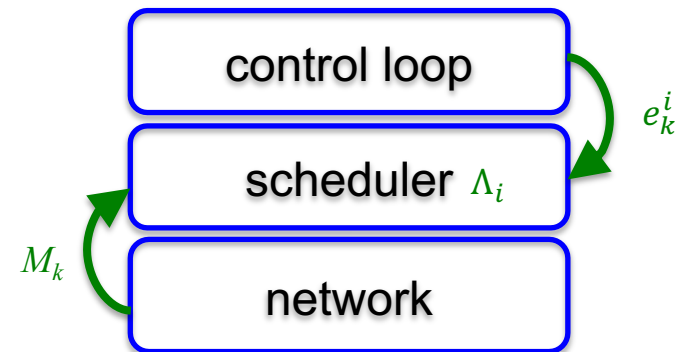 control loop
e_k^i
scheduler Λ_i
M_k
network